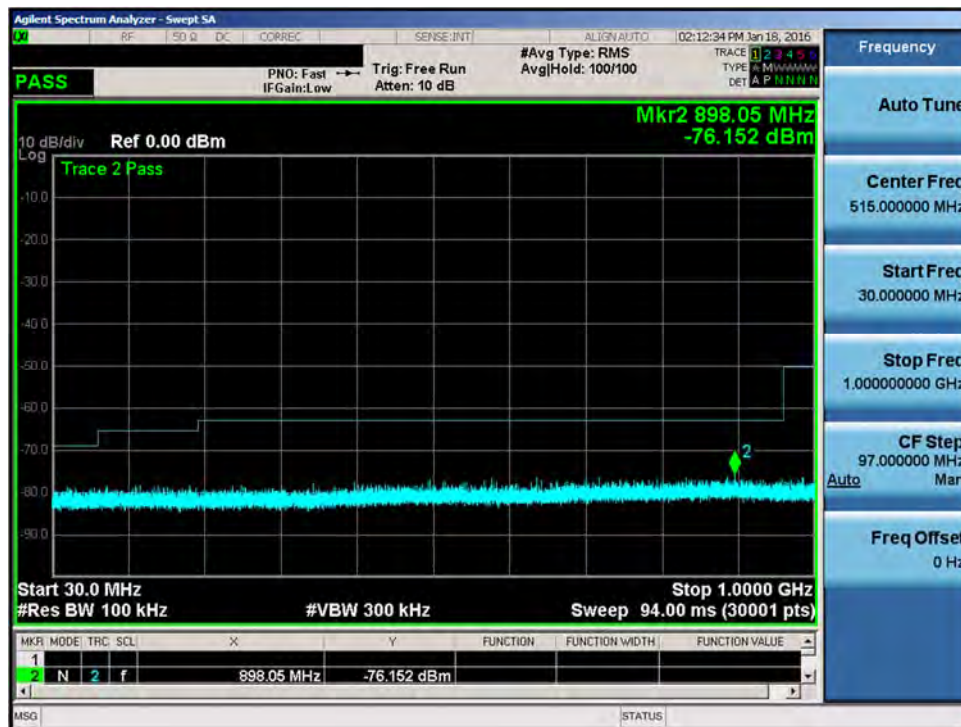 Agilent Spectrum Analyzer - Swept SA
RF 50 Ω DC CORREC SENSE:INT ALIGN AUTO 02:12:34 PM Jan 18, 2016
PASS
PNO: Fast
IFGain:Low
Trig: Free Run
Atten: 10 dB
#Avg Type: RMS
Avg|Hold: 100/100
TRACE 1 2 3 4 5 6
TYPE
DET A P N N N N
Mkr2 898.05 MHz
-76.152 dBm
10 dB/div Ref 0.00 dBm
Log
Trace 2 Pass
-10.0
-20.0
-30.0
-40.0
-50.0
-60.0
-70.0
2
-80.0
-90.0
Start 30.0 MHz Stop 1.0000 GHz
#Res BW 100 kHz #VBW 300 kHz Sweep 94.00 ms (30001 pts)
MKR MODE TRC SCL X Y FUNCTION FUNCTION WIDTH FUNCTION VALUE
1
2 N 2 f 898.05 MHz -76.152 dBm
MSG STATUS
Frequency
Auto Tune
Center Freq
515.000000 MHz
Start Freq
30.000000 MHz
Stop Freq
1.000000000 GHz
CF Step
97.000000 MHz
Auto Man
Freq Offset
0 Hz